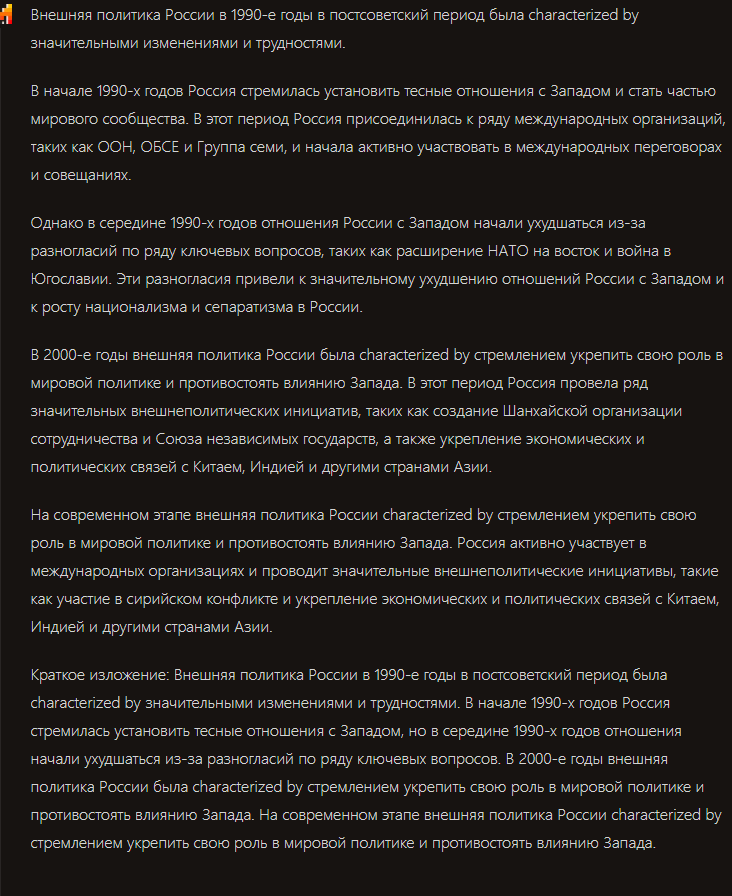 Внешняя политика России в 1990-е годы в постсоветский период была characterized by
значительными изменениями и трудностями.
В начале 1990-х годов Россия стремилась установить тесные отношения с Западом и стать частью
мирового сообщества. В этот период Россия присоединилась к ряду международных организаций,
таких как ООН, ОБСЕ и Группа семи, и начала активно участвовать в международных переговорах
и совещаниях.
Однако в середине 1990-х годов отношения России с Западом начали ухудшаться из-за
разногласий по ряду ключевых вопросов, таких как расширение НАТО на восток и война в
Югославии. Эти разногласия привели к значительному ухудшению отношений России с Западом и
к росту национализма и сепаратизма в России.
В 2000-е годы внешняя политика России была characterized by стремлением укрепить свою роль в
мировой политике и противостоять влиянию Запада. В этот период Россия провела ряд
значительных внешнеполитических инициатив, таких как создание Шанхайской организации
сотрудничества и Союза независимых государств, а также укрепление экономических и
политических связей с Китаем, Индией и другими странами Азии.
На современном этапе внешняя политика России characterized by стремлением укрепить свою
роль в мировой политике и противостоять влиянию Запада. Россия активно участвует в
международных организациях и проводит значительные внешнеполитические инициативы, такие
как участие в сирийском конфликте и укрепление экономических и политических связей с Китаем,
Индией и другими странами Азии.
Краткое изложение: Внешняя политика России в 1990-е годы в постсоветский период была
characterized by значительными изменениями и трудностями. В начале 1990-х годов Россия
стремилась установить тесные отношения с Западом, но в середине 1990-х годов отношения
начали ухудшаться из-за разногласий по ряду ключевых вопросов. В 2000-е годы внешняя
политика России была characterized by стремлением укрепить свою роль в мировой политике и
противостоять влиянию Запада. На современном этапе внешняя политика России characterized by
стремлением укрепить свою роль в мировой политике и противостоять влиянию Запада.